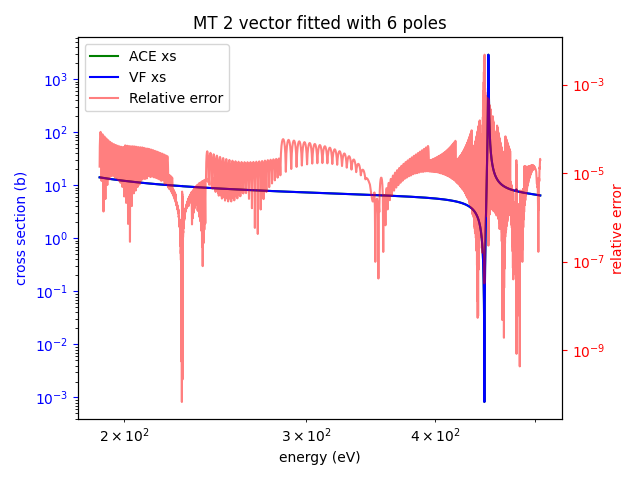 MT 2 vector fitted with 6 poles
ACE xs
VF xs
Relative error
cross section (b)
10³
10²
10¹
10⁰
10⁻¹
10⁻²
10⁻³
10⁻³
10⁻⁵
10⁻⁷
10⁻⁹
relative error
2 × 10² 3 × 10² 4 × 10²
energy (eV)